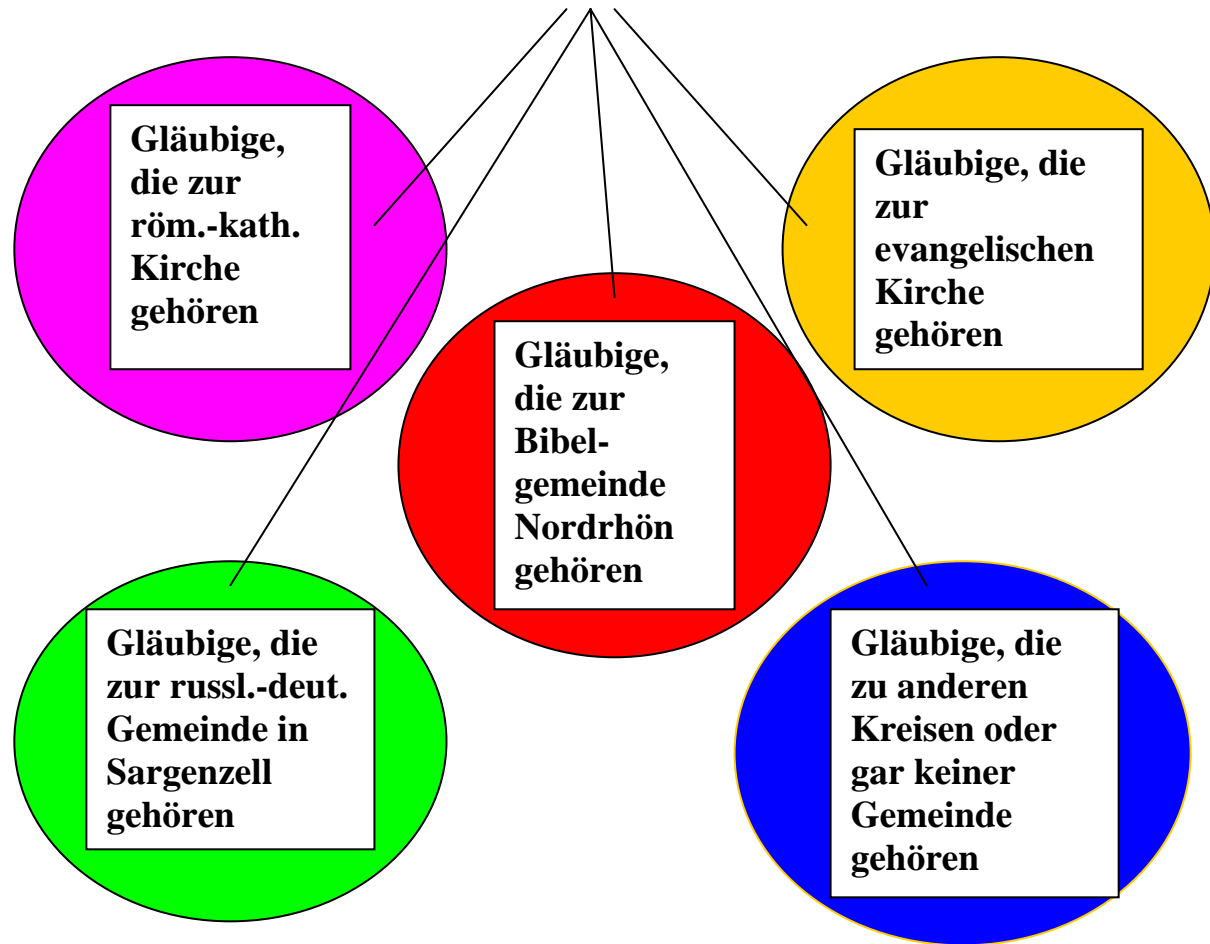 Gläubige,
die zur
röm.-kath.
Kirche
gehören
Gläubige, die
zur
evangelischen
Kirche
gehören
Gläubige,
die zur
Bibel-
gemeinde
Nordrhön
gehören
Gläubige, die
zur russl.-deut.
Gemeinde in
Sargenzell
gehören
Gläubige, die
zu anderen
Kreisen oder
gar keiner
Gemeinde
gehören